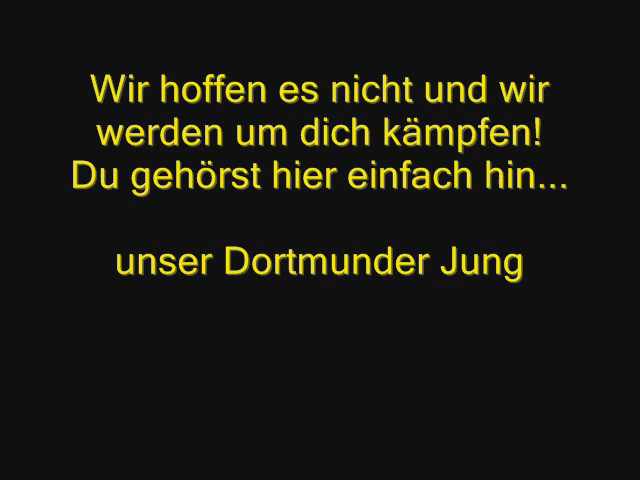 Wir hoffen es nicht und wir
werden um dich kämpfen!
Du gehörst hier einfach hin...
unser Dortmunder Jung